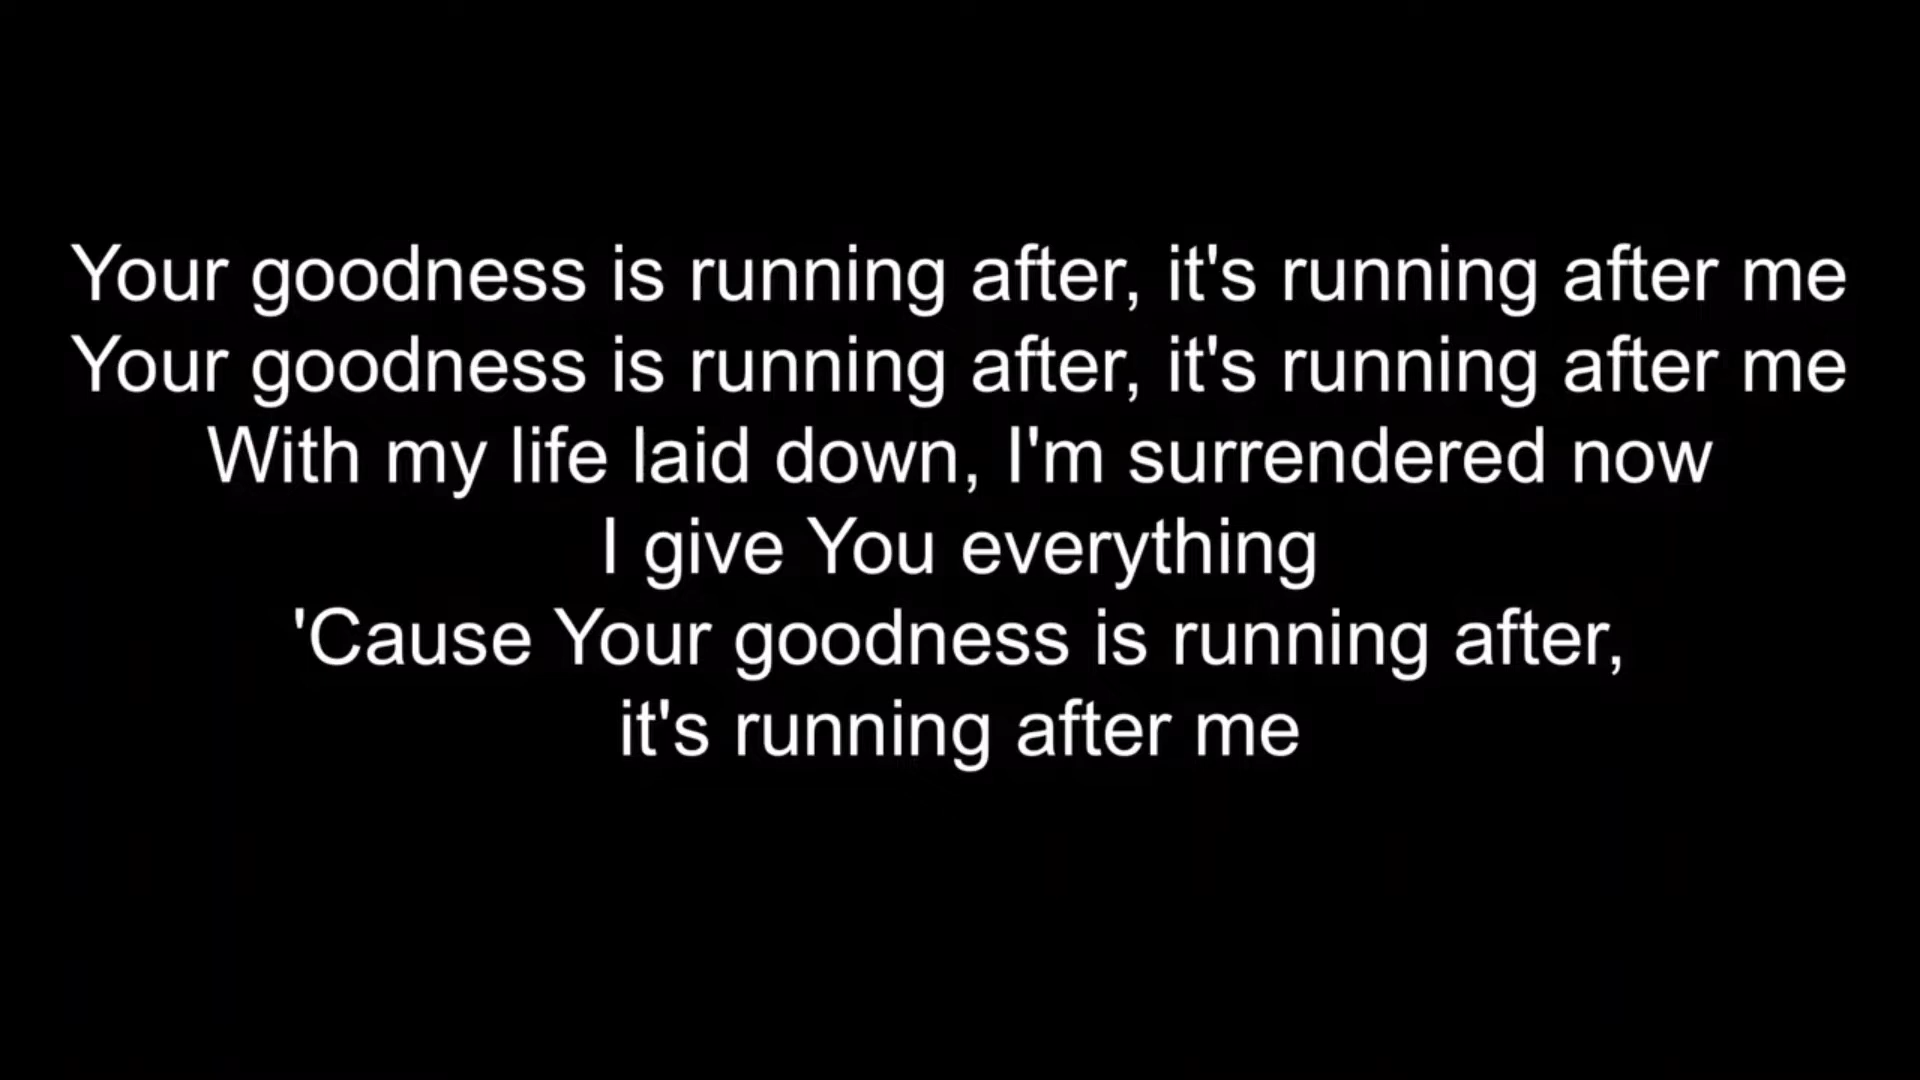 Your goodness is running after, it's running after me
Your goodness is running after, it's running after me
With my life laid down, I'm surrendered now
I give You everything
'Cause Your goodness is running after,
it's running after me